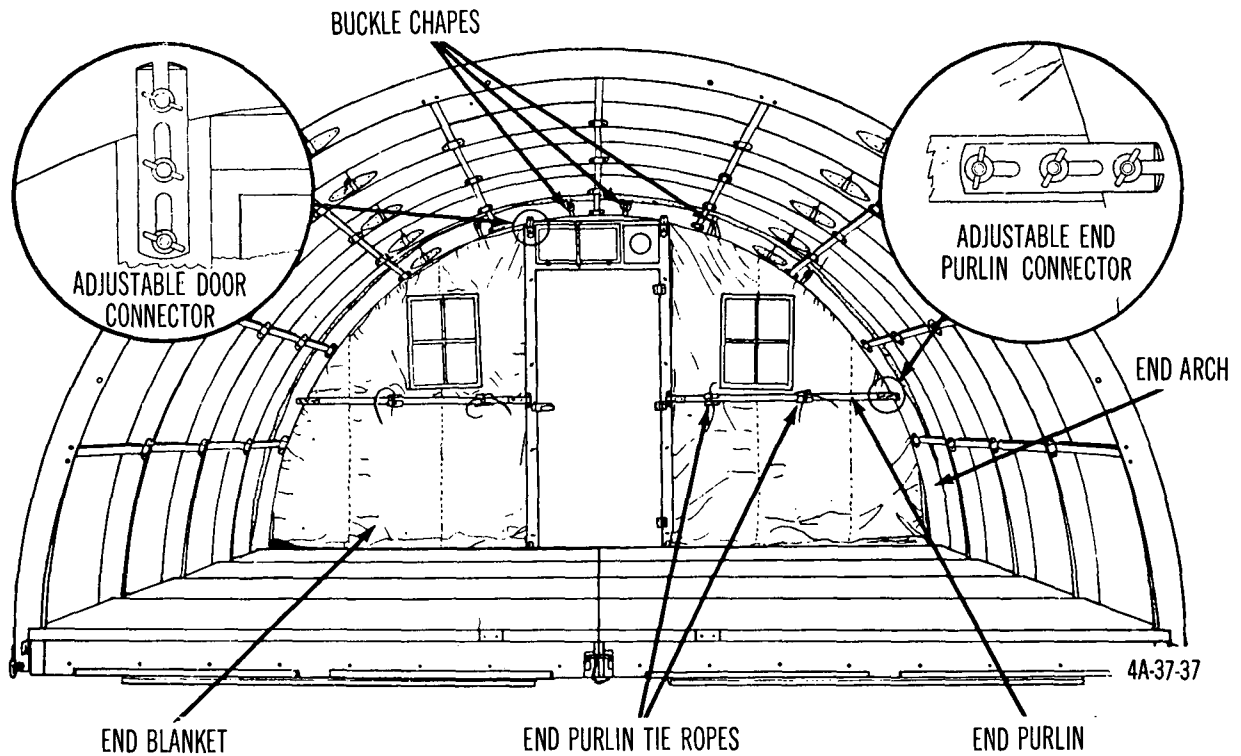 BUCKLE CHAPES
ADJUSTABLE DOOR
CONNECTOR
ADJUSTABLE END
PURLIN CONNECTOR
END ARCH
4A-37-37
END BLANKET
END PURLIN TIE ROPES
END PURLIN